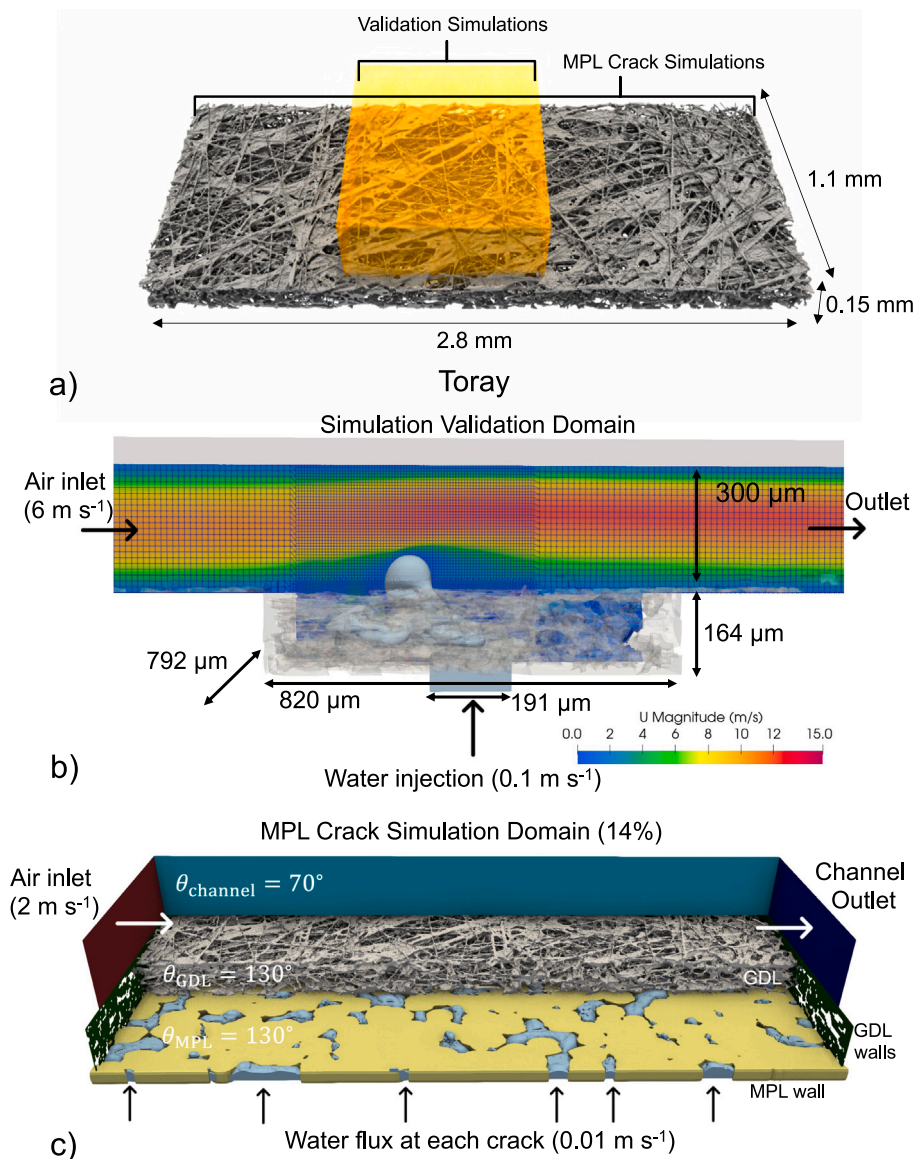 Validation Simulations
MPL Crack Simulations
1.1 mm
0.15 mm
2.8 mm
a)
Toray
Simulation Validation Domain
Air inlet
(6 m s⁻¹)
300 µm
Outlet
164 µm
792 µm
820 µm
191 µm
U Magnitude (m/s)
0.0 2 4 6 8 10 12 15.0
b)
Water injection (0.1 m s⁻¹)
MPL Crack Simulation Domain (14%)
Air inlet
(2 m s⁻¹)
θchannel = 70°
Channel
Outlet
θGDL = 130°
GDL
θMPL = 130°
GDL
walls
MPL wall
Water flux at each crack (0.01 m s⁻¹)
c)